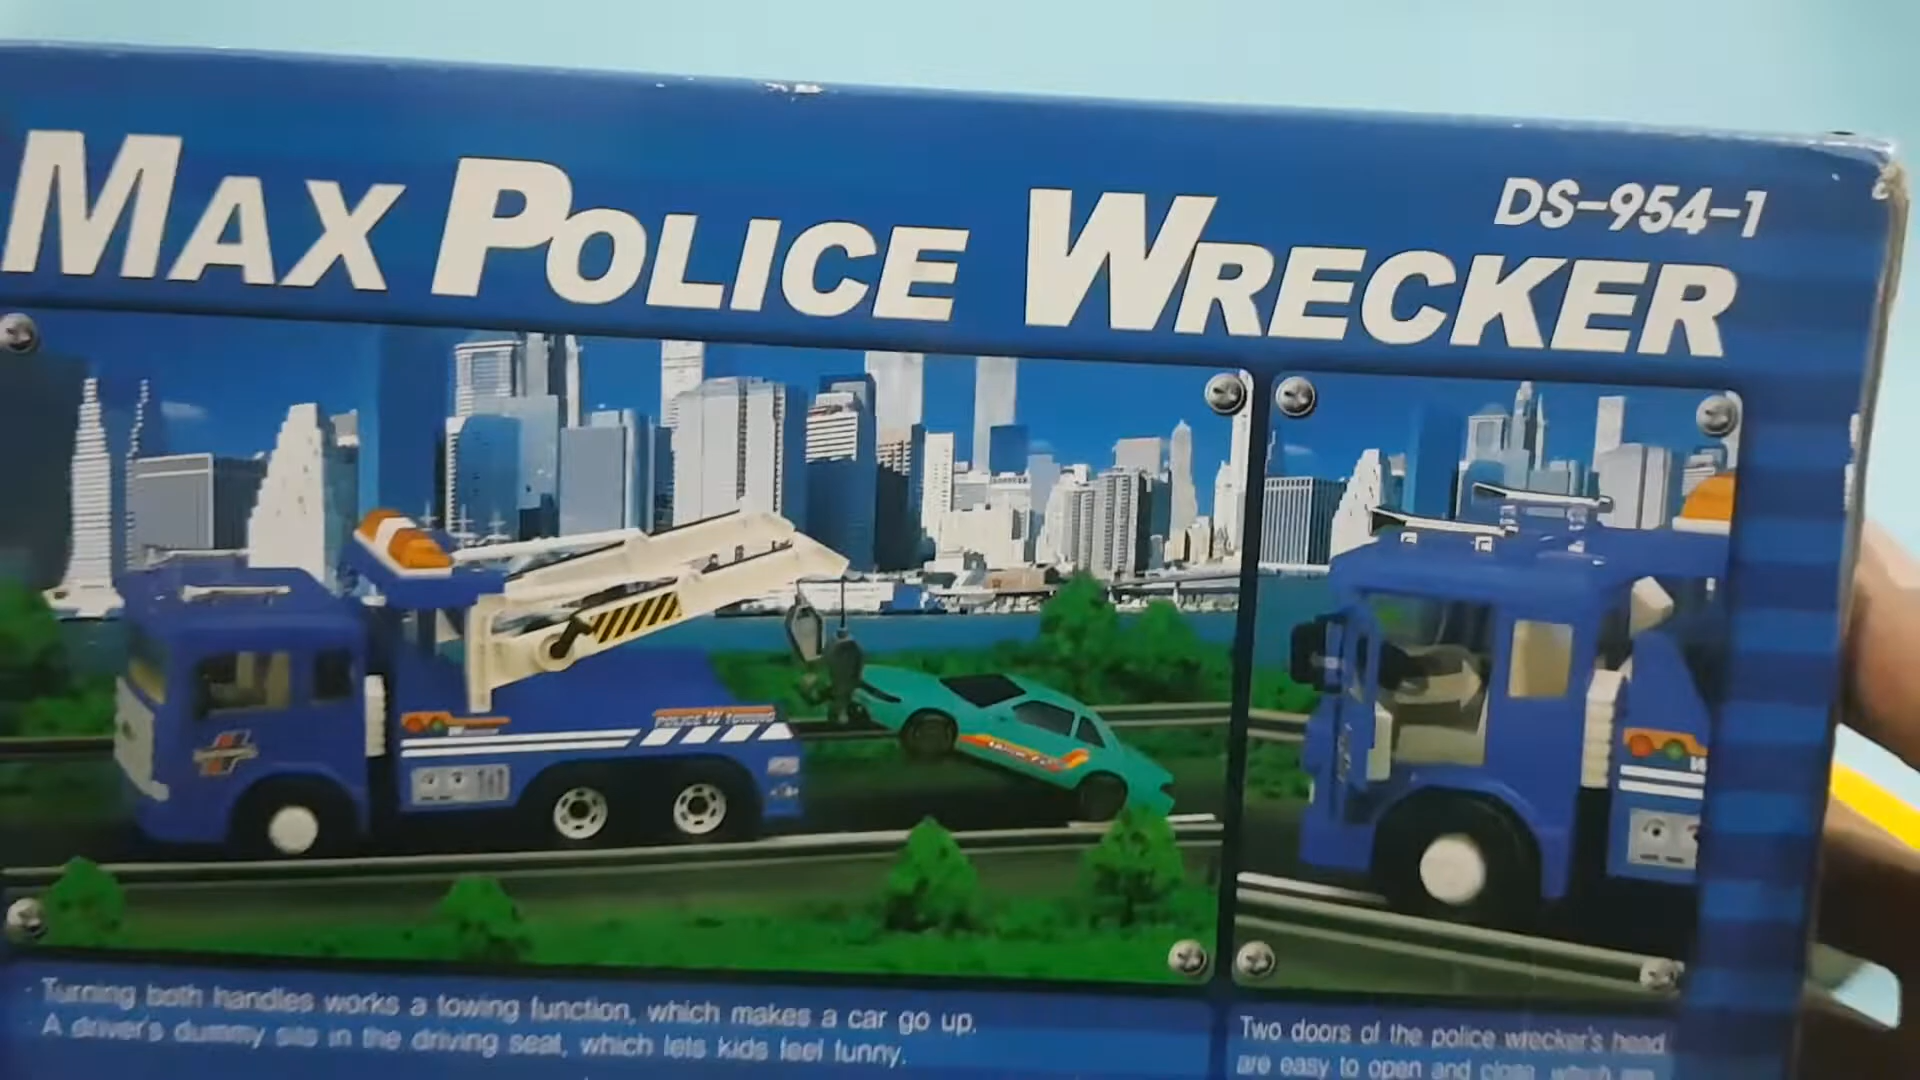 DS-954-1
MAX POLICE WRECKER
POLICE W TOWING
- Turning both handles works a towing function, which makes a car go up.
A driver's dummy sits in the driving seat, which lets kids feel funny.
Two doors of the police wrecker's head
are easy to open and close, which are